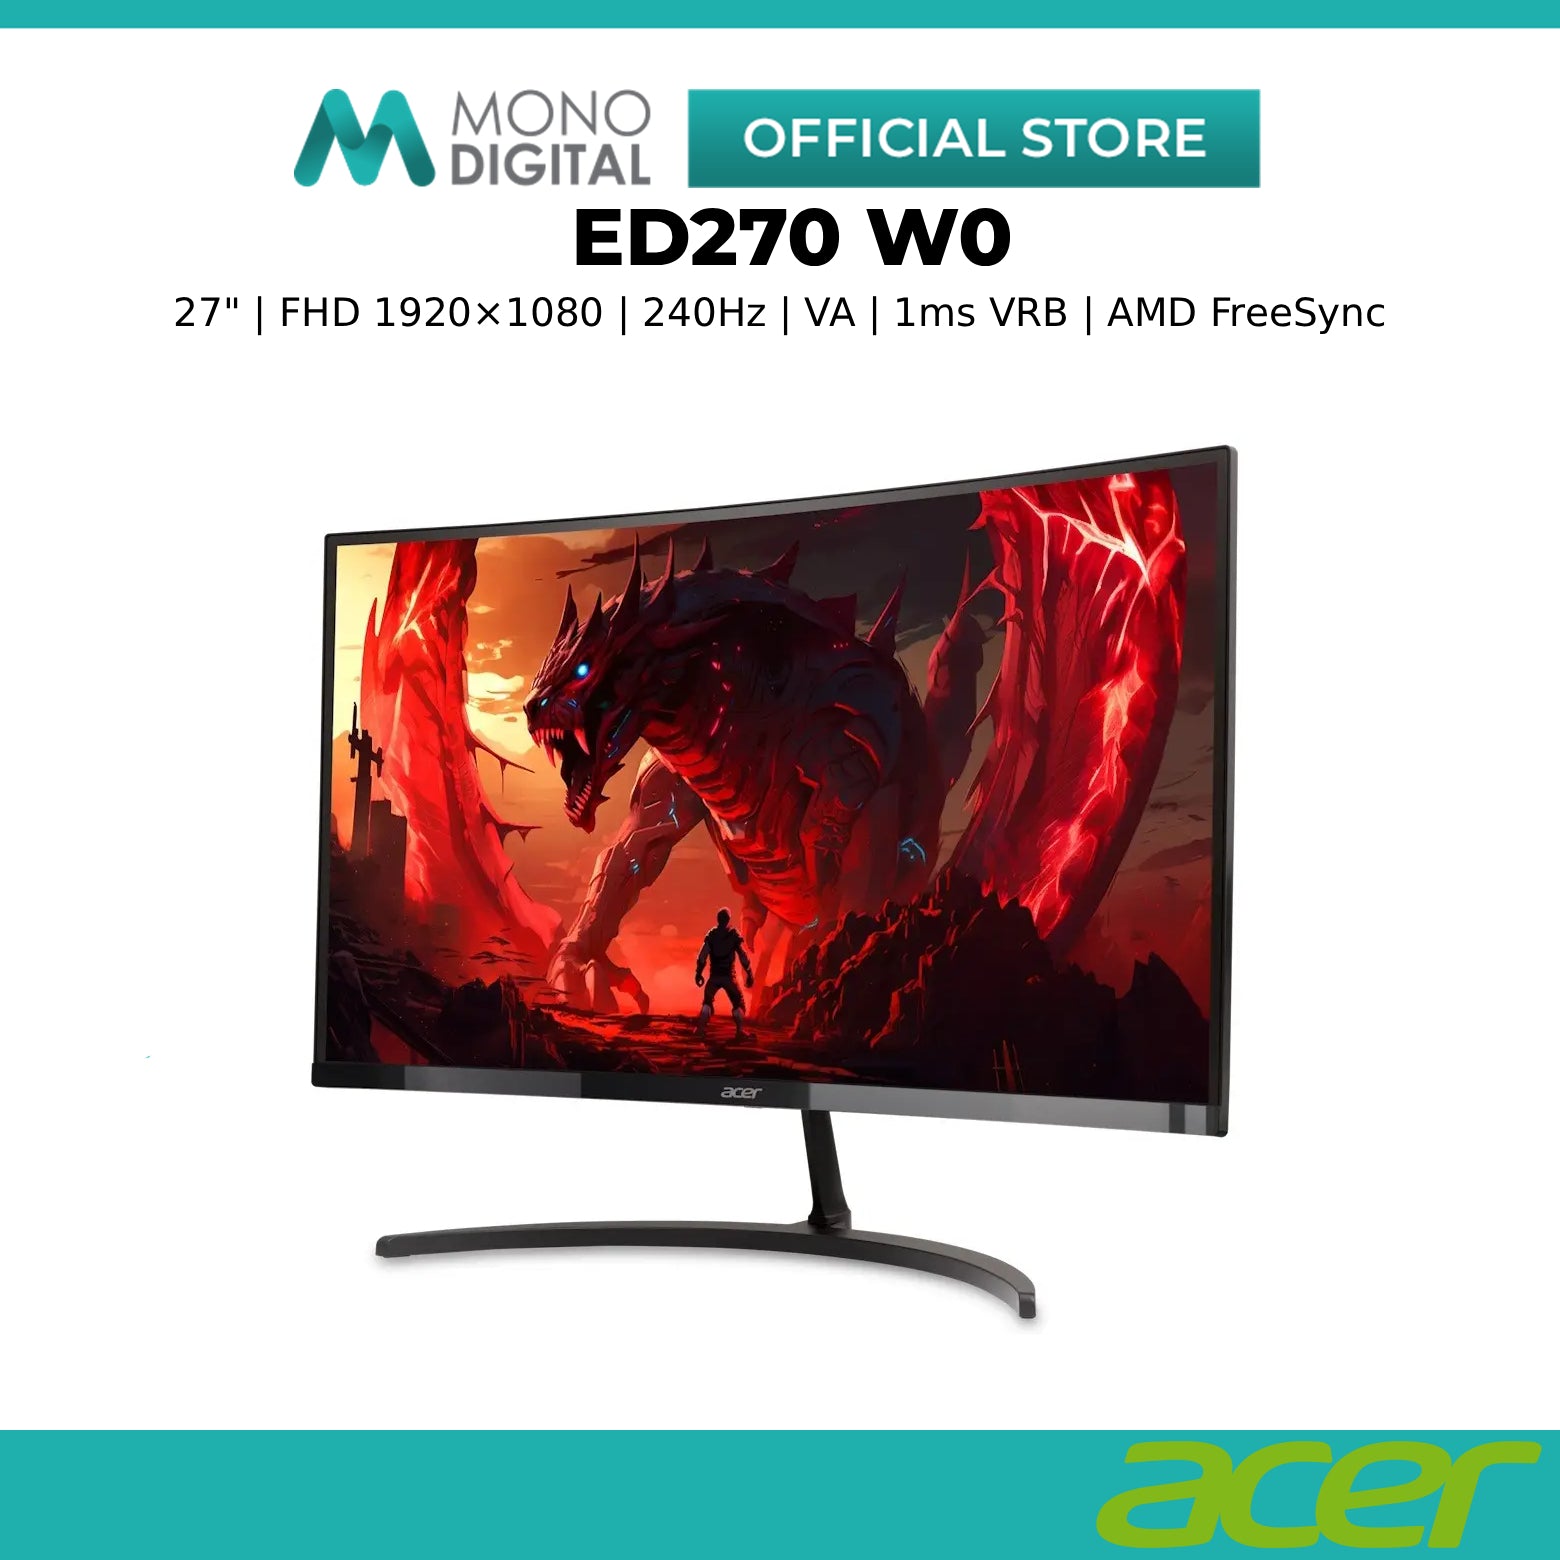 MONO
DIGITAL
OFFICIAL STORE
ED270 W0
27" | FHD 1920×1080 | 240Hz | VA | 1ms VRB | AMD FreeSync
acer
acer